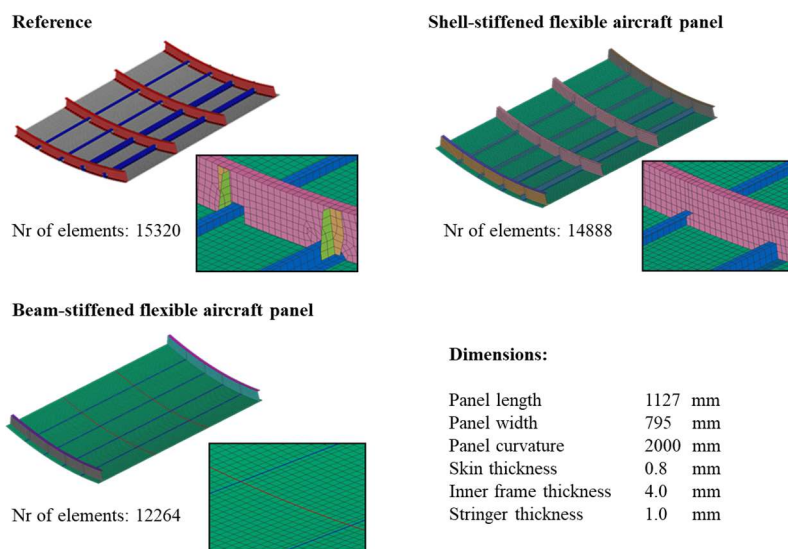 Reference
Shell-stiffened flexible aircraft panel
Nr of elements: 15320
Nr of elements: 14888
Beam-stiffened flexible aircraft panel
Nr of elements: 12264
Dimensions:
Panel length 1127 mm
Panel width 795 mm
Panel curvature 2000 mm
Skin thickness 0.8 mm
Inner frame thickness 4.0 mm
Stringer thickness 1.0 mm